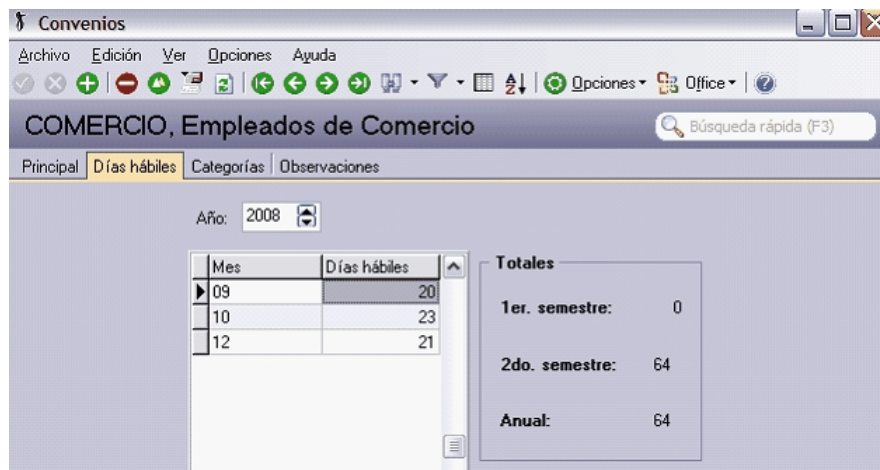 Convenios
Archivo Edición Ver Opciones Ayuda
Opciones Office
COMERCIO, Empleados de Comercio
Búsqueda rápida (F3)
Principal Días hábiles Categorías Observaciones
Año: 2008
Mes Días hábiles
09 20
10 23
12 21
Totales
1er. semestre: 0
2do. semestre: 64
Anual: 64